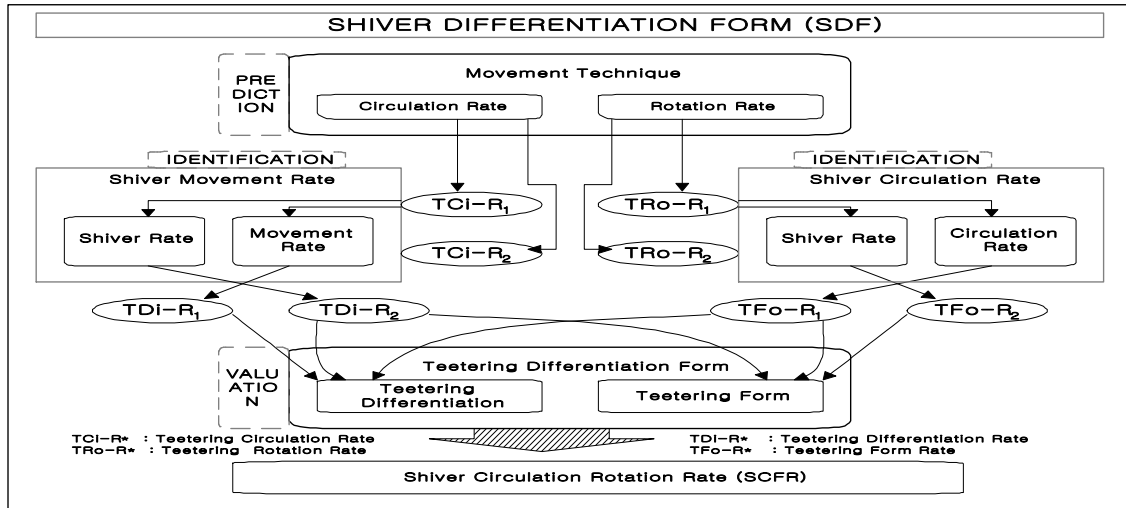 SHIVER DIFFERENTIATION FORM (SDF)
PRE
DICT
ION
Movement Technique
Circulation Rate
Rotation Rate
IDENTIFICATION
Shiver Movement Rate
IDENTIFICATION
Shiver Circulation Rate
TCi-R₁
TRo-R₁
Shiver Rate
Movement
Rate
TCi-R₂
TRo-R₂
Shiver Rate
Circulation
Rate
TDi-R₁
TDi-R₂
TFo-R₁
TFo-R₂
VALU
ATIO
N
Teetering Differentiation Form
Teetering
Differentiation
Teetering Form
TCi-R* : Teetering Circulation Rate
TRo-R* : Teetering Rotation Rate
TDi-R* : Teetering Differentiation Rate
TFo-R* : Teetering Form Rate
Shiver Circulation Rotation Rate (SCFR)